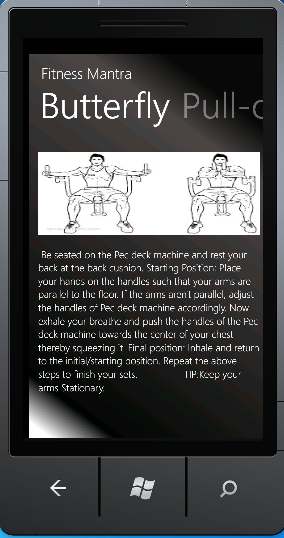 Fitness Mantra
Butterfly Pull-o
Be seated on the Pec deck machine and rest your
back at the back cushion. Starting Position: Place
your hands on the handles such that your arms are
parallel to the floor. If the arms aren't parallel, adjust
the handles of Pec deck machine accordingly. Now
exhale your breathe and push the handles of the Pec
deck machine towards the center of your chest
thereby squeezing it. Final position: Inhale and return
to the initial/starting position. Repeat the above
steps to finish your sets. TIP:Keep your
arms Stationary.